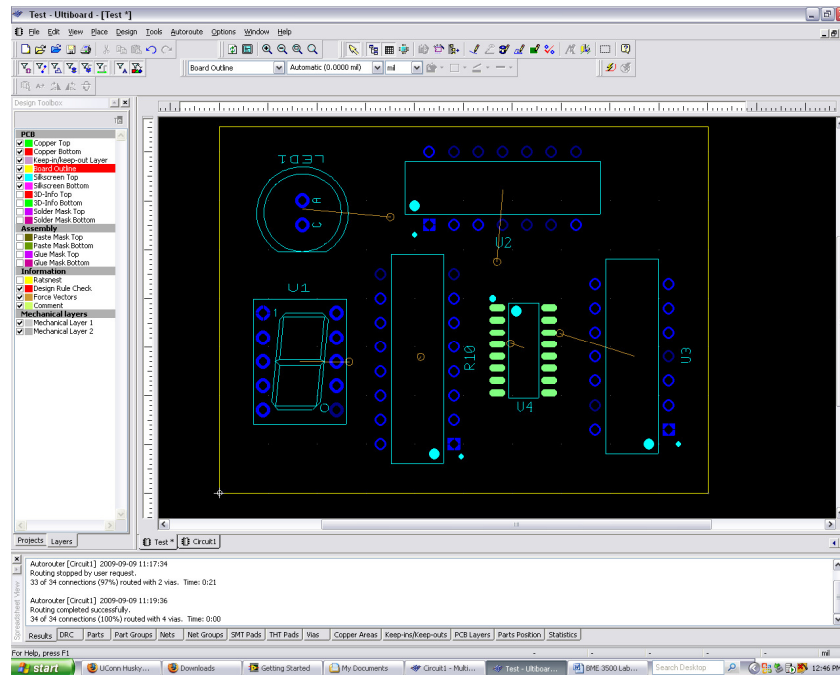 Test - Ultiboard - [Test *]
File Edit View Place Design Tools Autoroute Options Window Help
Board Outline Automatic (0.0000 mil) mil
Design Toolbox
PCB
Copper Top
Copper Bottom
Keep-in/keep-out Layer
Board Outline
Silkscreen Top
Silkscreen Bottom
3D-Info Top
3D-Info Bottom
Solder Mask Top
Solder Mask Bottom
Assembly
Paste Mask Top
Paste Mask Bottom
Glue Mask Top
Glue Mask Bottom
Information
Ratsnest
Design Rule Check
Force Vectors
Comment
Mechanical layers
Mechanical Layer 1
Mechanical Layer 2
LED1
A
C
U2
U1
1
R10
U4
U3
Projects Layers
Test * Circuit1
Spreadsheet View
Autorouter [Circuit1] 2009-09-09 11:17:34
Routing stopped by user request.
33 of 34 connections (97%) routed with 2 vias. Time: 0:21
Autorouter [Circuit1] 2009-09-09 11:19:36
Routing completed successfully.
34 of 34 connections (100%) routed with 4 vias. Time: 0:00
Results DRC Parts Part Groups Nets Net Groups SMT Pads THT Pads Vias Copper Areas Keep-ins/Keep-outs PCB Layers Parts Position Statistics
For Help, press F1 - - - - mil
start UConn Husky... Downloads Getting Started My Documents Circuit1 - Multi... Test - Ultiboar... BME 3500 Lab... Search Desktop 12:46 PM